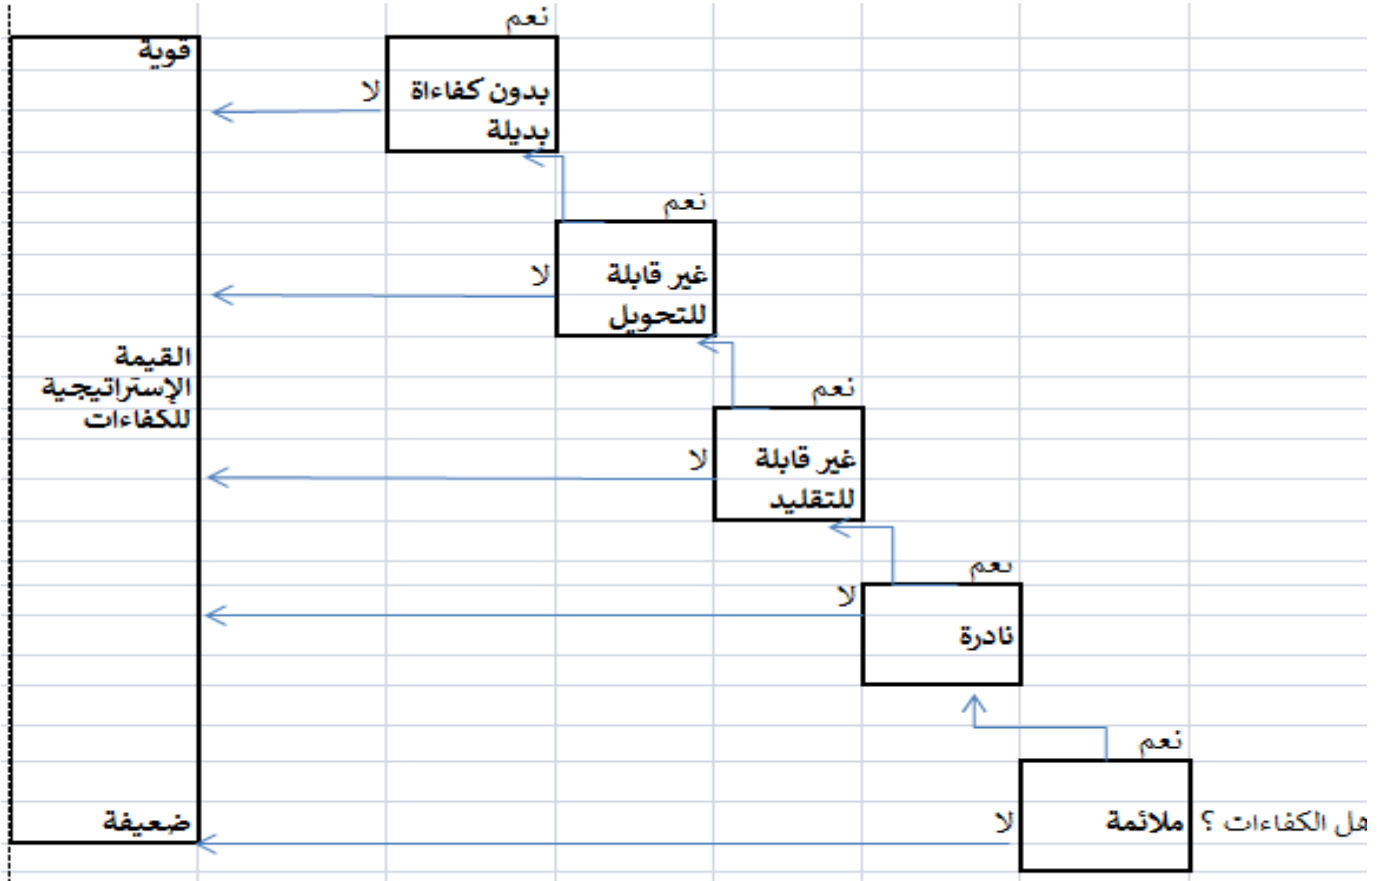 نعم
قوية
بدون كفاءاة
بديلة
لا
نعم
غير قابلة
للتحويل
لا
القيمة
الإستراتيجية
للكفاءات
نعم
غير قابلة
للتقليد
لا
نعم
نادرة
لا
نعم
هل الكفاءات ؟
ملائمة
لا
ضعيفة